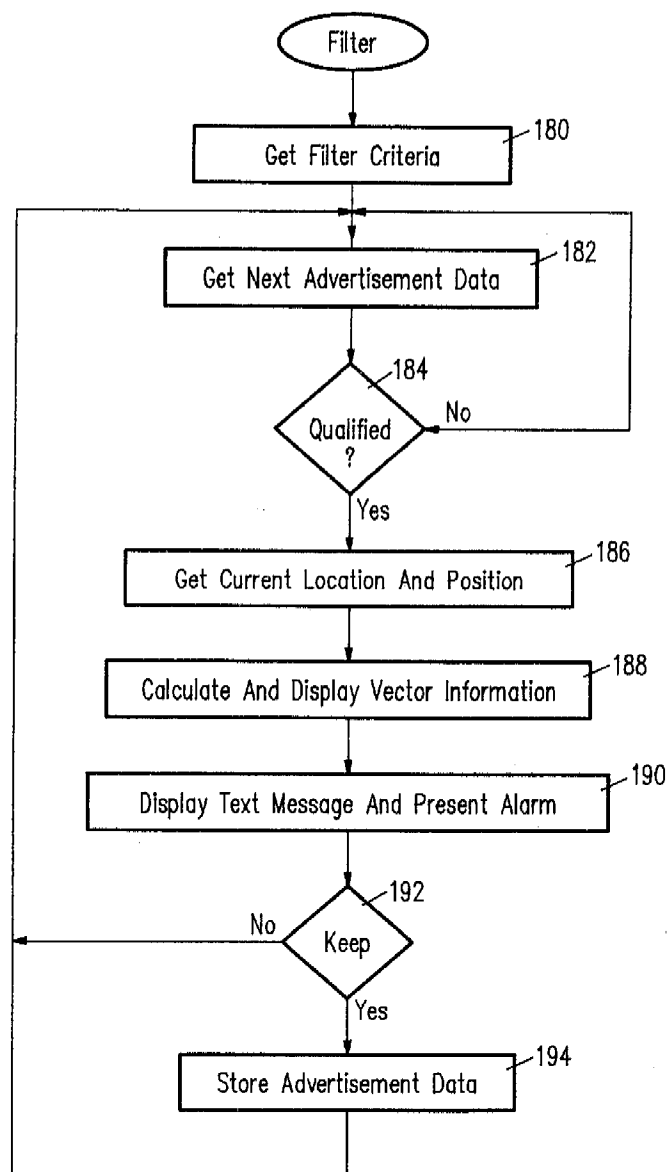 Filter
180
Get Filter Criteria
182
Get Next Advertisement Data
184
Qualified
?
No
Yes
186
Get Current Location And Position
188
Calculate And Display Vector Information
190
Display Text Message And Present Alarm
192
No
Keep
Yes
194
Store Advertisement Data